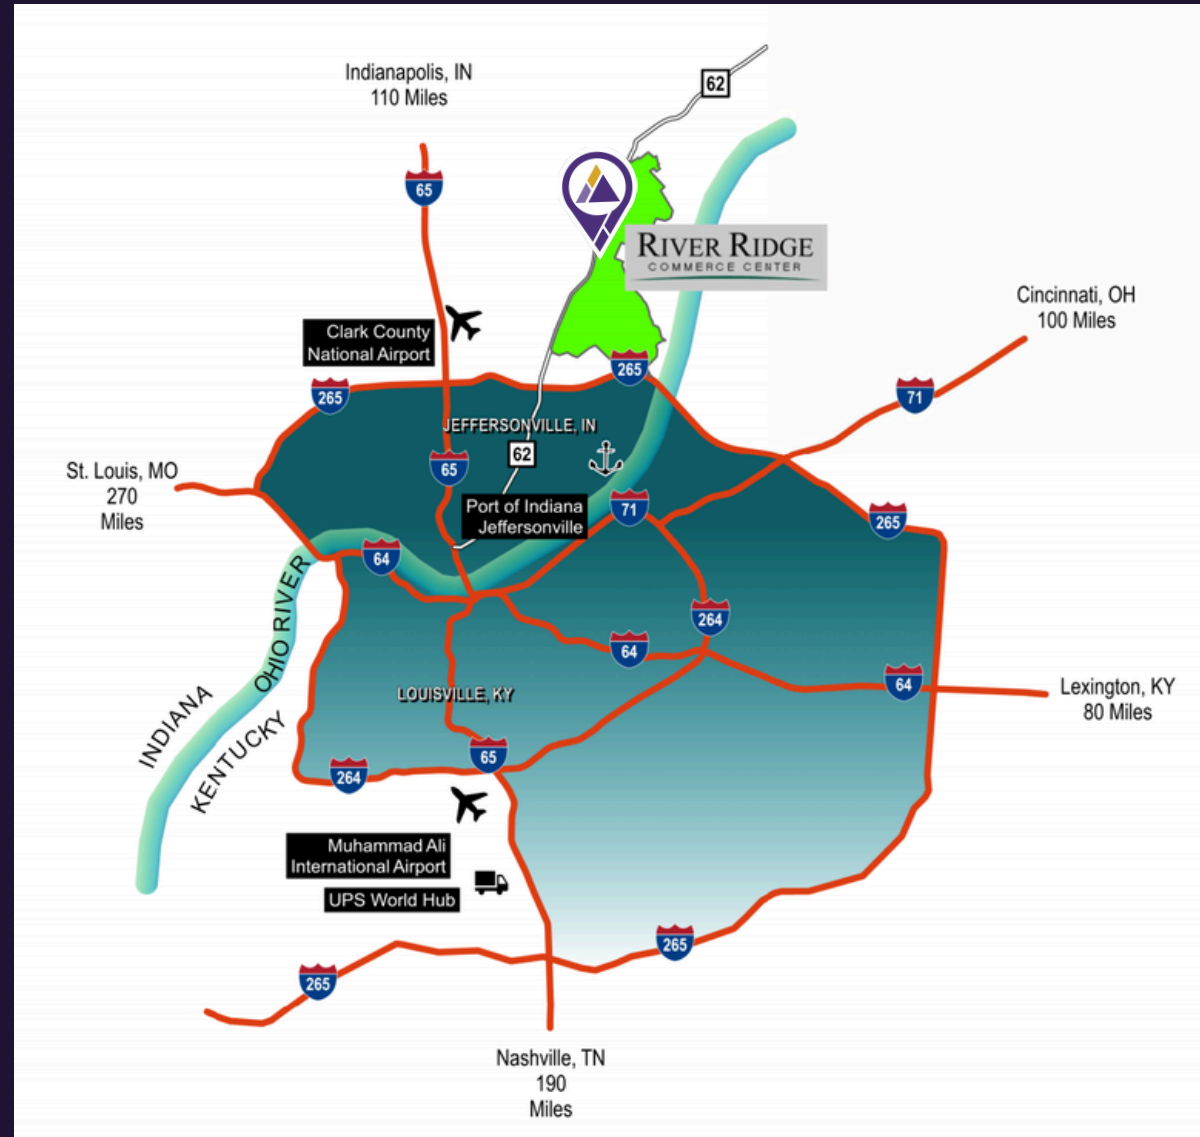 62
Indianapolis, IN
110 Miles
65
RIVER RIDGE
COMMERCE CENTER
Cincinnati, OH
100 Miles
Clark County
National Airport
265
265
71
JEFFERSONVILLE, IN
62
65
St. Louis, MO
270
Miles
Port of Indiana
Jeffersonville
71
265
64
OHIO RIVER
264
64
64
Lexington, KY
80 Miles
LOUISVILLE, KY
INDIANA
KENTUCKY
65
264
Muhammad Ali
International Airport
UPS World Hub
265
265
Nashville, TN
190
Miles